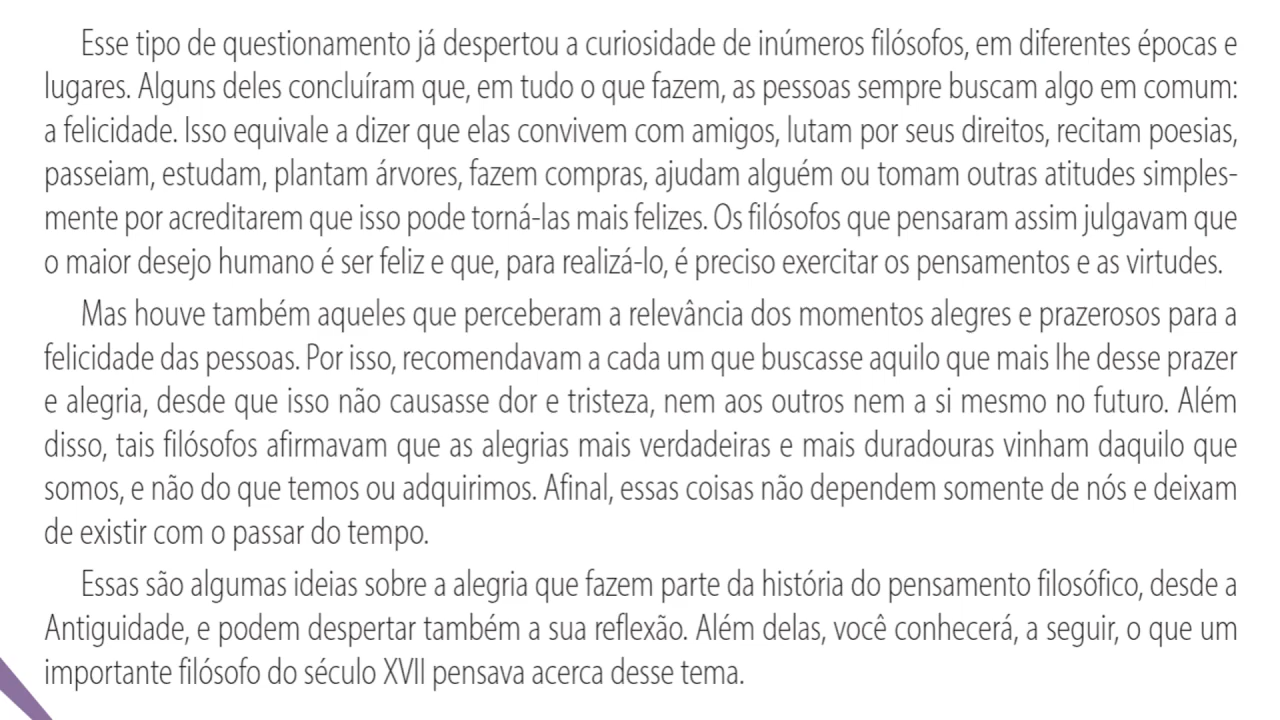 Esse tipo de questionamento já despertou a curiosidade de inúmeros filósofos, em diferentes épocas e
lugares. Alguns deles concluíram que, em tudo o que fazem, as pessoas sempre buscam algo em comum:
a felicidade. Isso equivale a dizer que elas convivem com amigos, lutam por seus direitos, recitam poesias,
passeiam, estudam, plantam árvores, fazem compras, ajudam alguém ou tomam outras atitudes simples-
mente por acreditarem que isso pode torná-las mais felizes. Os filósofos que pensaram assim julgavam que
o maior desejo humano é ser feliz e que, para realizá-lo, é preciso exercitar os pensamentos e as virtudes.
Mas houve também aqueles que perceberam a relevância dos momentos alegres e prazerosos para a
felicidade das pessoas. Por isso, recomendavam a cada um que buscasse aquilo que mais lhe desse prazer
e alegria, desde que isso não causasse dor e tristeza, nem aos outros nem a si mesmo no futuro. Além
disso, tais filósofos afirmavam que as alegrias mais verdadeiras e mais duradouras vinham daquilo que
somos, e não do que temos ou adquirimos. Afinal, essas coisas não dependem somente de nós e deixam
de existir com o passar do tempo.
Essas são algumas ideias sobre a alegria que fazem parte da história do pensamento filosófico, desde a
Antiguidade, e podem despertar também a sua reflexão. Além delas, você conhecerá, a seguir, o que um
importante filósofo do século XVII pensava acerca desse tema.